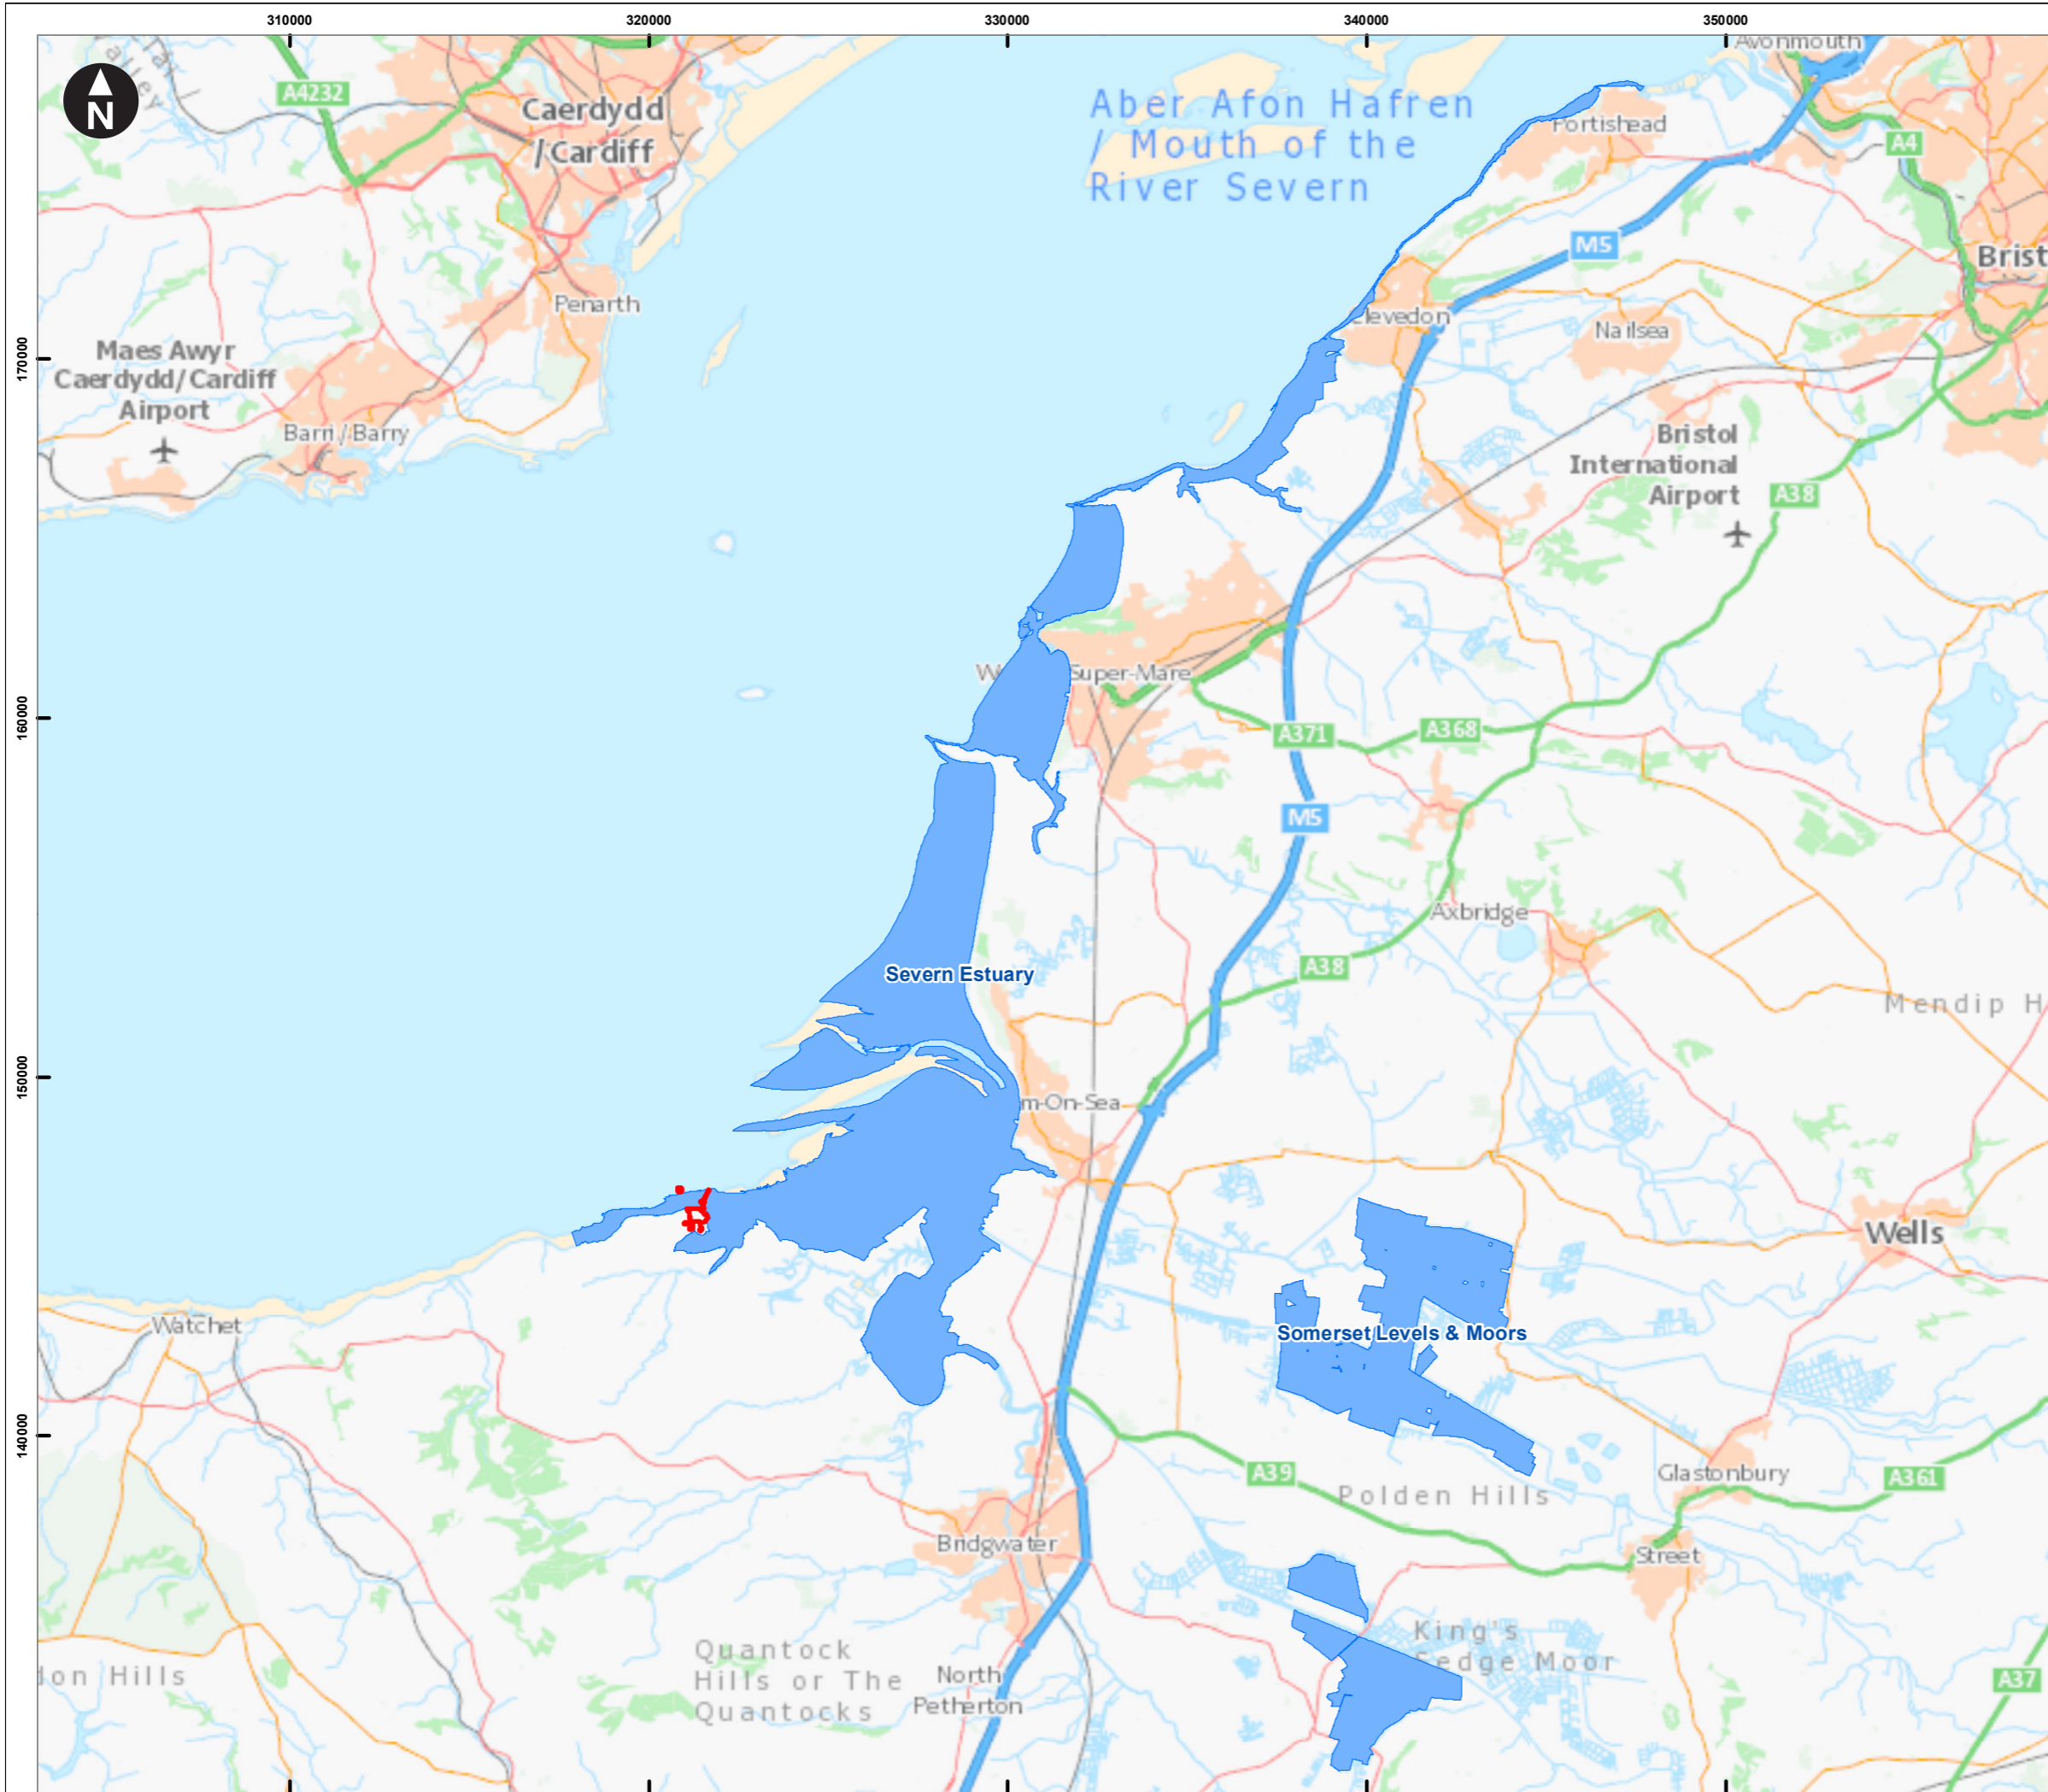 310000
320000
330000
340000
350000
Avonmouth
N
A4232
Caerdydd
/Cardiff
Aber Afon Hafren
/ Mouth of the
River Severn
Portishead
A4
M5
Penarth
Nailsea
170000
Maes Awyr
Caerdydd/Cardiff
Airport
Barri/Barry
Bristol
International
Airport
A38
Super-Mare
160000
A371
A368
M5
Axbridge
Severn Estuary
A38
Mendip H
150000
m-On-Sea
Wells
Watchet
Somerset Levels & Moors
140000
A39
Polden Hills
Glastonbury
A361
Bridgwater
Street
King's
Sedge Moor
Quantock
Hills or The
Quantocks
North
Petherton
don Hills
A37